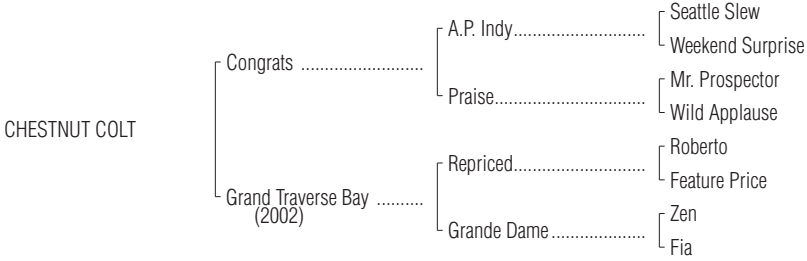 Seattle Slew
A.P. Indy..............................
Weekend Surprise
Congrats ...........................
Mr. Prospector
Praise..................................
Wild Applause
CHESTNUT COLT
Roberto
Repriced..............................
Feature Price
Grand Traverse Bay ..........
(2002)
Zen
Grande Dame.....................
Fia